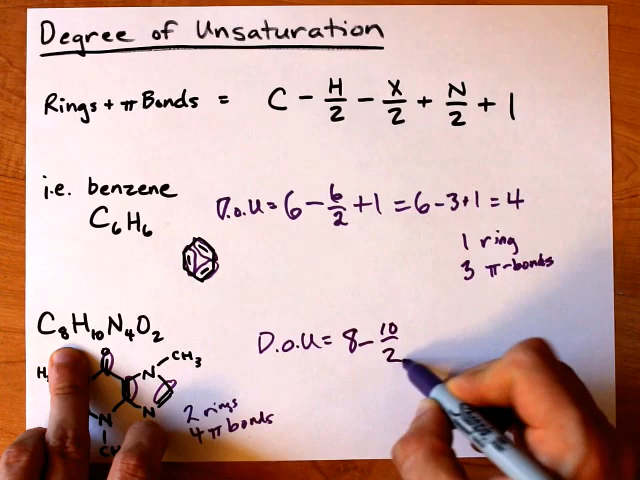 Degree of Unsaturation
Rings + π Bonds = C - H/2 - X/2 + N/2 + 1
i.e. benzene
C₆H₆
D.o.U = 6 - 6/2 + 1 = 6 - 3 + 1 = 4
1 ring
3 π-bonds
C₈H₁₀N₄O₂
D.o.U = 8 - 10/2
O
CH₃
N
N
N
2 rings
4 π bonds